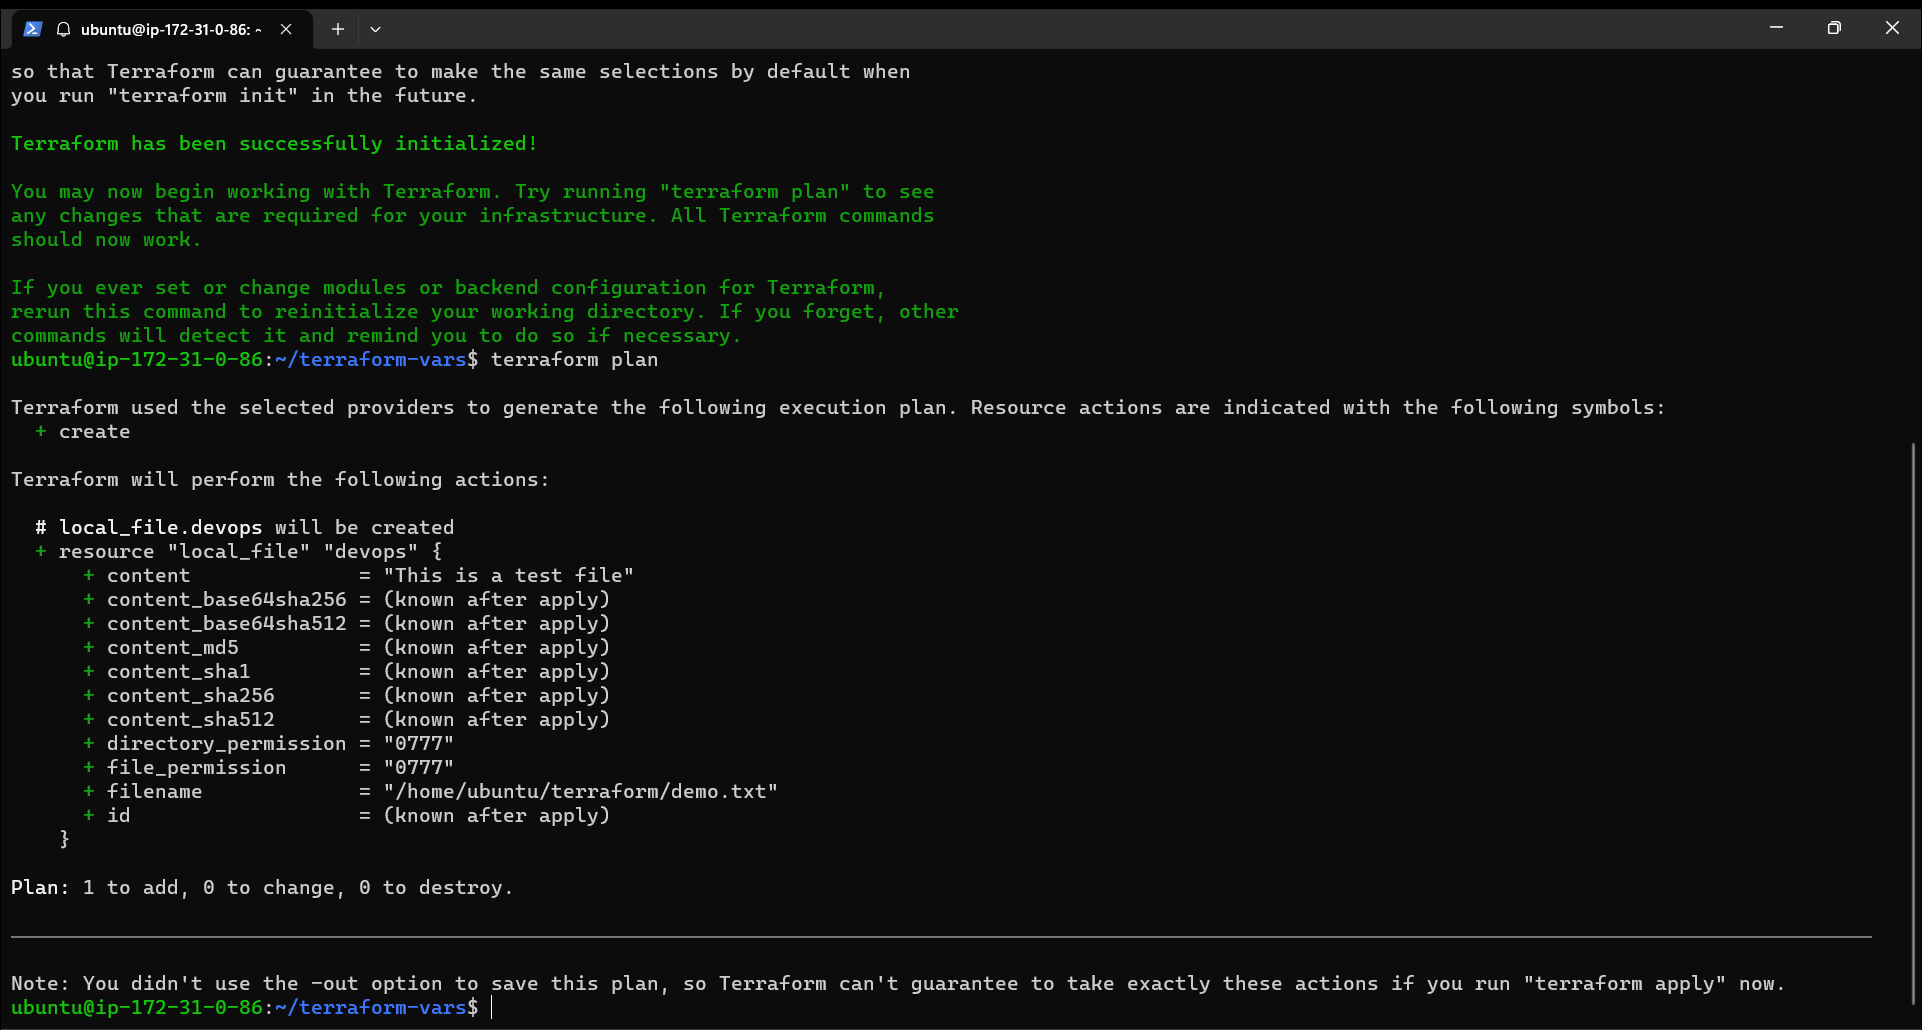 ubuntu@ip-172-31-0-86: ~
so that Terraform can guarantee to make the same selections by default when
you run "terraform init" in the future.
Terraform has been successfully initialized!
You may now begin working with Terraform. Try running "terraform plan" to see
any changes that are required for your infrastructure. All Terraform commands
should now work.
If you ever set or change modules or backend configuration for Terraform,
rerun this command to reinitialize your working directory. If you forget, other
commands will detect it and remind you to do so if necessary.
ubuntu@ip-172-31-0-86:~/terraform-vars$ terraform plan
Terraform used the selected providers to generate the following execution plan. Resource actions are indicated with the following symbols:
  + create
Terraform will perform the following actions:
  # local_file.devops will be created
  + resource "local_file" "devops" {
      + content              = "This is a test file"
      + content_base64sha256 = (known after apply)
      + content_base64sha512 = (known after apply)
      + content_md5          = (known after apply)
      + content_sha1         = (known after apply)
      + content_sha256       = (known after apply)
      + content_sha512       = (known after apply)
      + directory_permission = "0777"
      + file_permission      = "0777"
      + filename             = "/home/ubuntu/terraform/demo.txt"
      + id                   = (known after apply)
    }
Plan: 1 to add, 0 to change, 0 to destroy.
Note: You didn't use the -out option to save this plan, so Terraform can't guarantee to take exactly these actions if you run "terraform apply" now.
ubuntu@ip-172-31-0-86:~/terraform-vars$